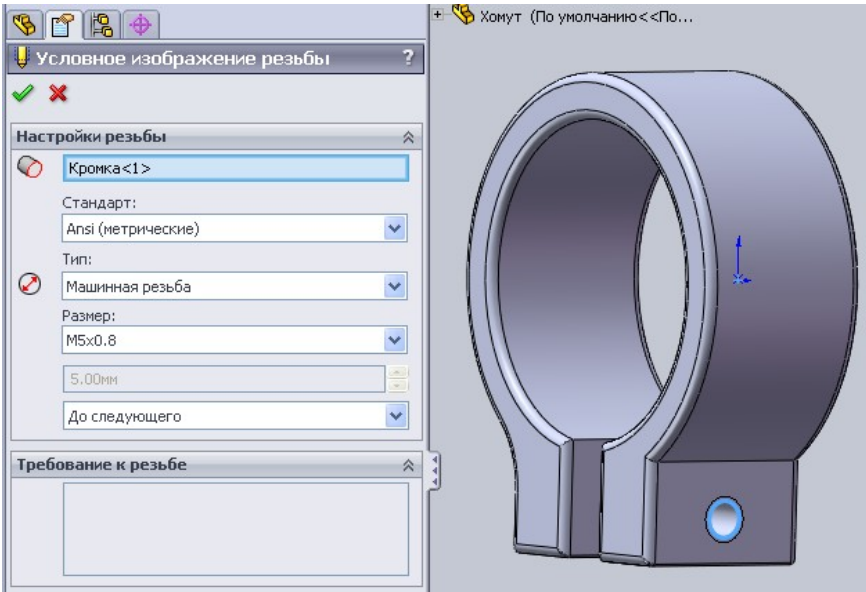 Условное изображение резьбы ?
Настройки резьбы
Кромка<1>
Стандарт:
Ansi (метрические)
Тип:
Машинная резьба
Размер:
M5x0.8
5.00мм
До следующего
Требование к резьбе
Хомут (По умолчанию<<По...